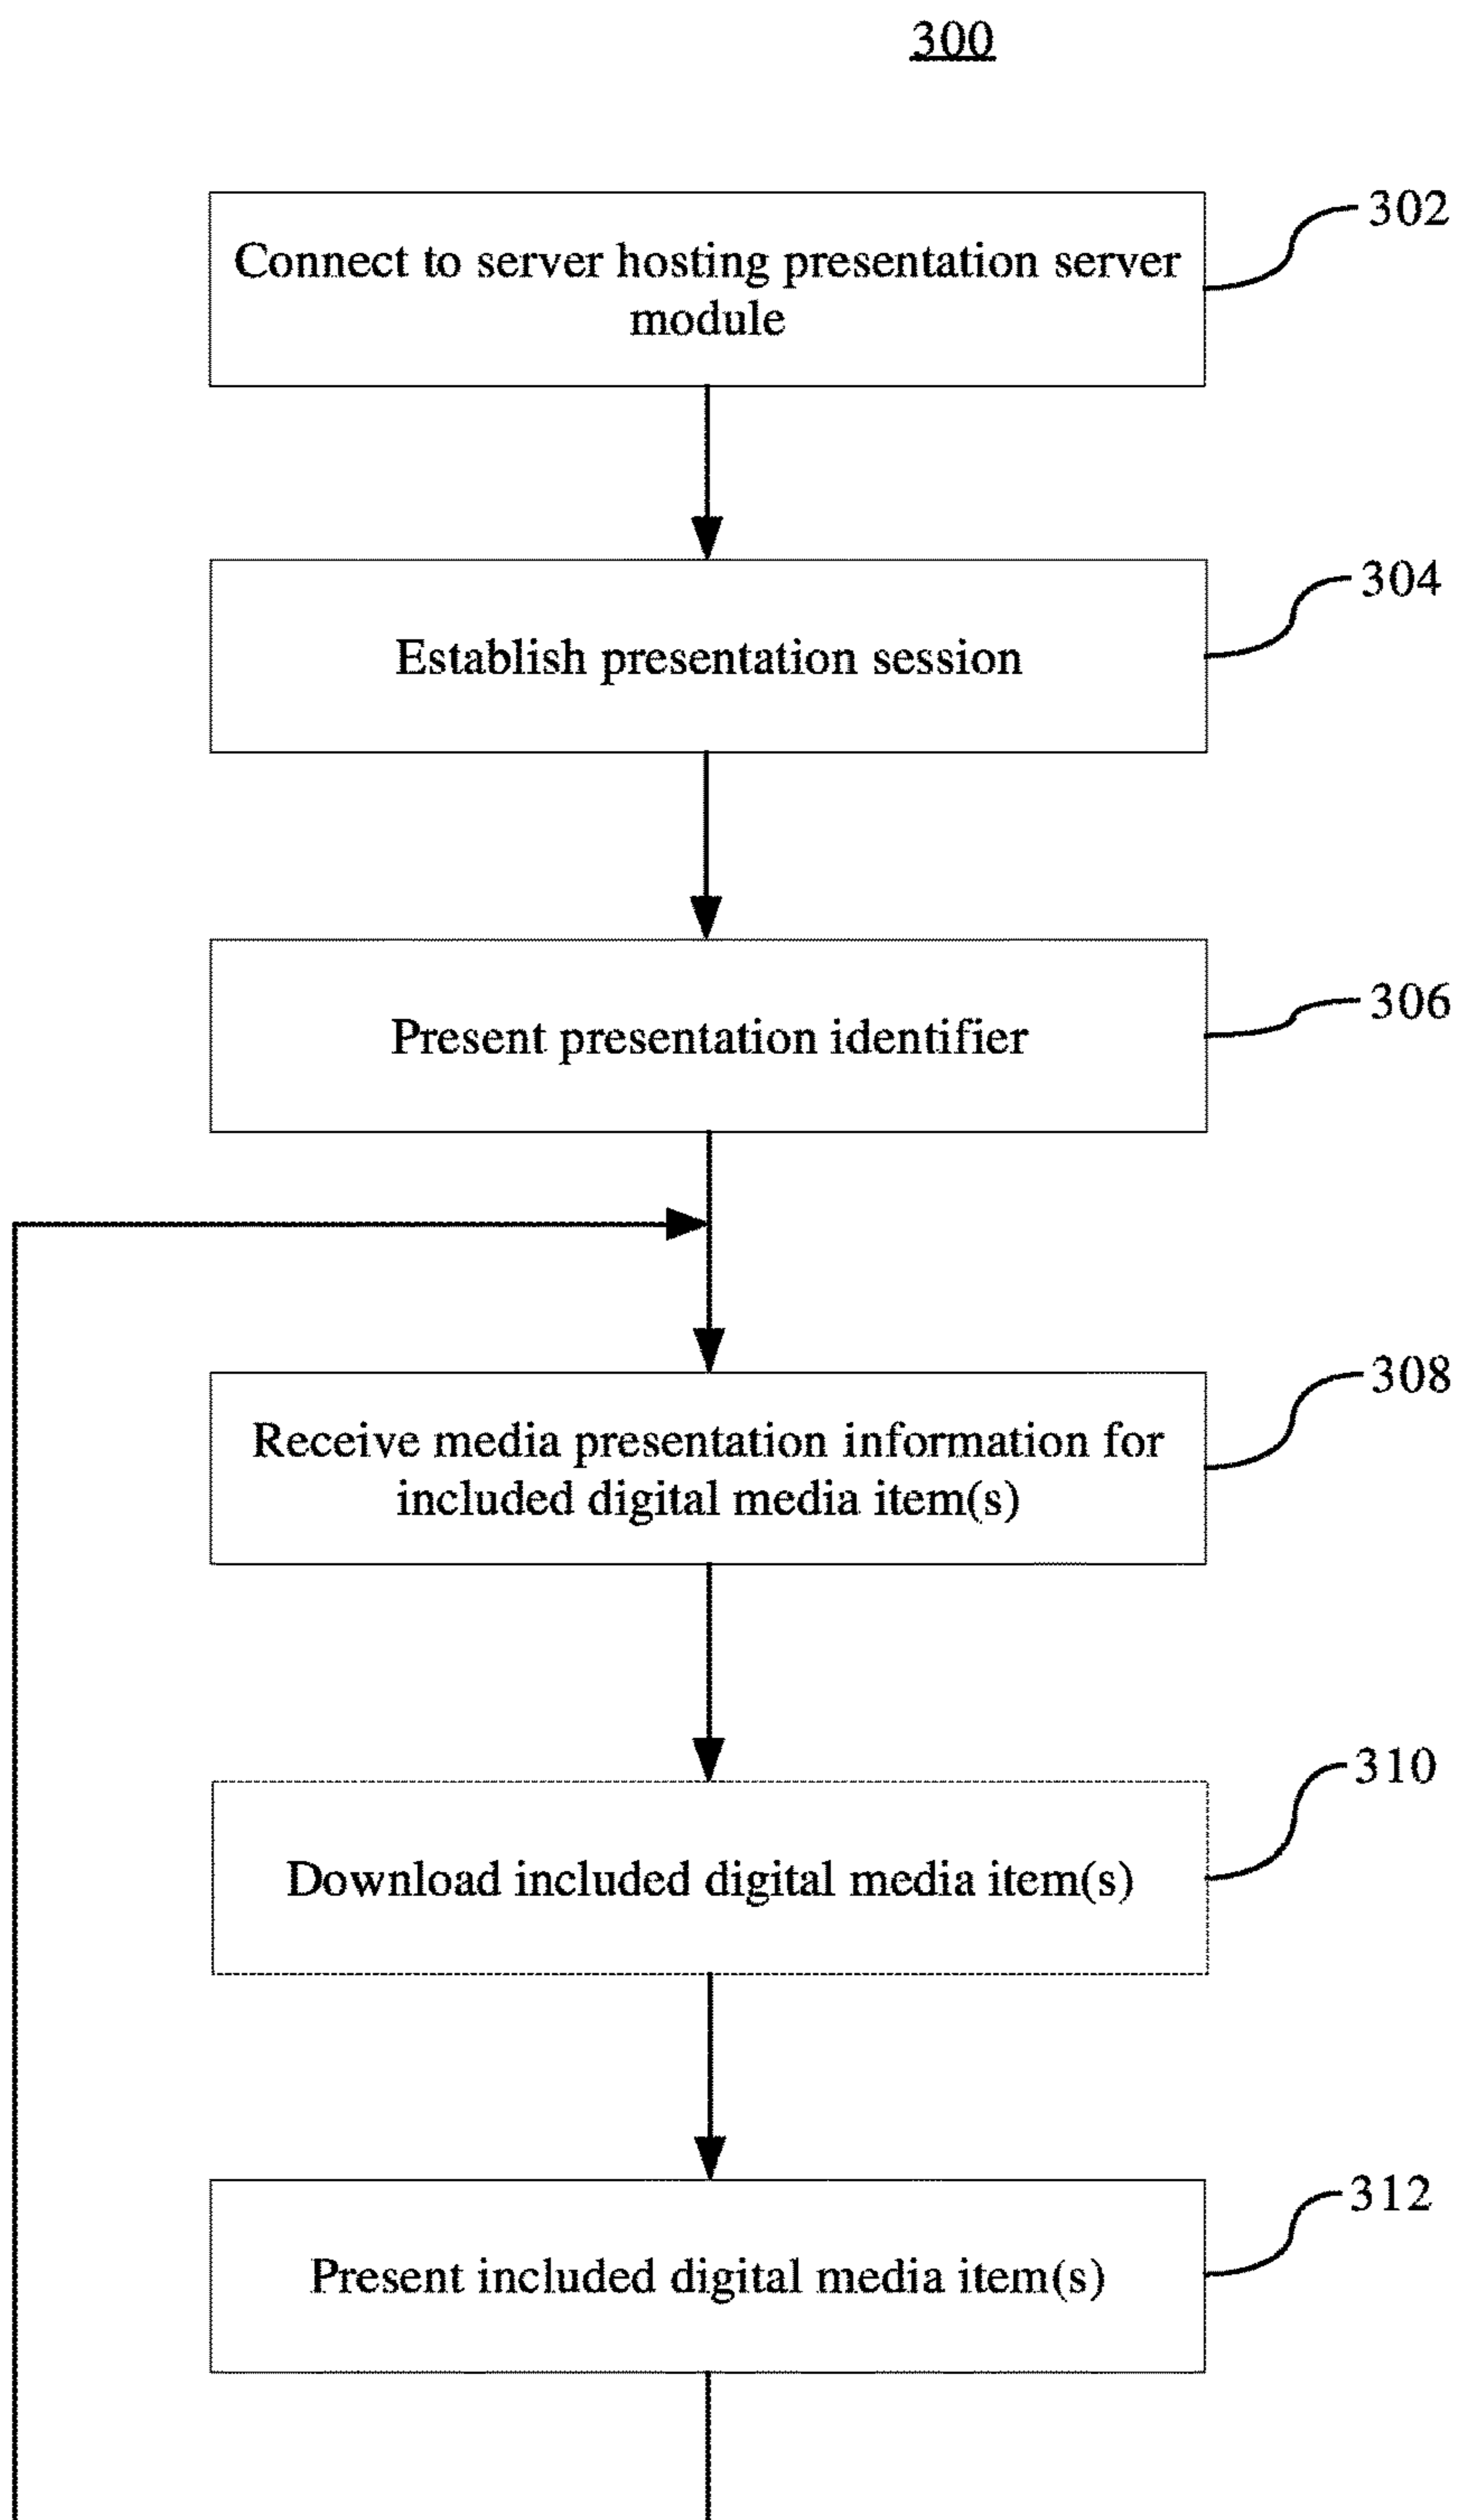 300
Connect to server hosting presentation server
module
302
Establish presentation session
304
Present presentation identifier
306
Receive media presentation information for
included digital media item(s)
308
Download included digital media item(s)
310
Present included digital media item(s)
312